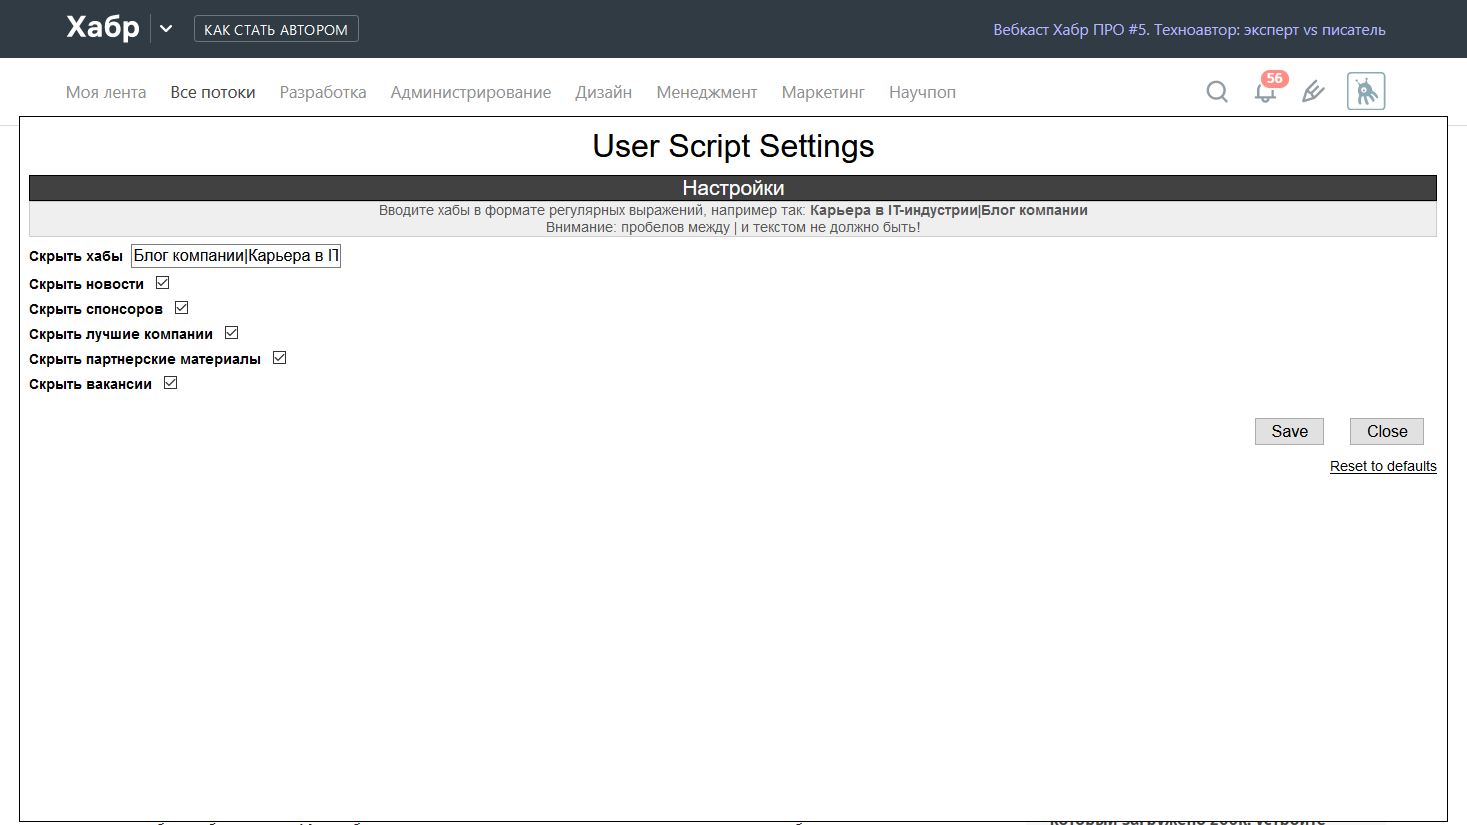 Хабр КАК СТАТЬ АВТОРОМ Вебкаст Хабр ПРО #5. Техноавтор: эксперт vs писатель
Моя лента Все потоки Разработка Администрирование Дизайн Менеджмент Маркетинг Научпоп 56
User Script Settings
Настройки
Вводите хабы в формате регулярных выражений, например так: Карьера в IT-индустрии|Блог компании
Внимание: пробелов между | и текстом не должно быть!
Скрыть хабы Блог компании|Карьера в IT
Скрыть новости
Скрыть спонсоров
Скрыть лучшие компании
Скрыть партнерские материалы
Скрыть вакансии
Save Close
Reset to defaults